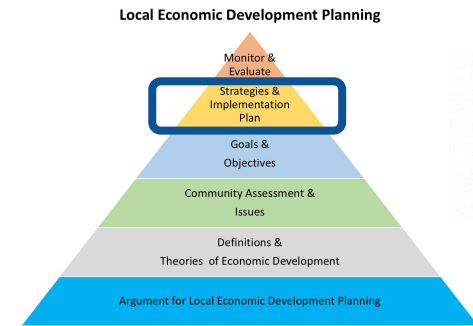 Local Economic Development Planning
Monitor &
Evaluate
Strategies &
Implementation
Plan
Goals &
Objectives
Community Assessment &
Issues
Definitions &
Theories of Economic Development
Argument for Local Economic Development Planning